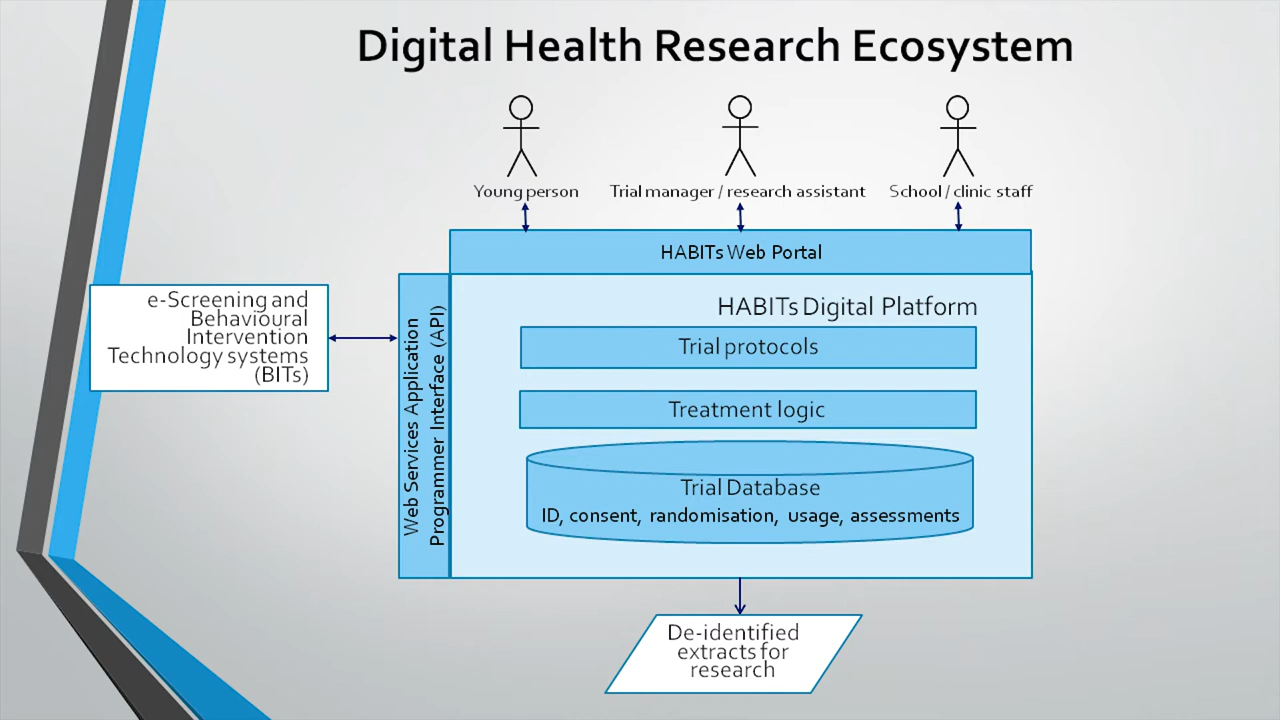 Digital Health Research Ecosystem
Young person
Trial manager / research assistant
School / clinic staff
HABITs Web Portal
e-Screening and
Behavioural
Intervention
Technology systems
(BITs)
Web Services Application
Programmer Interface (API)
HABITs Digital Platform
Trial protocols
Treatment logic
Trial Database
ID, consent, randomisation, usage, assessments
De-identified
extracts for
research